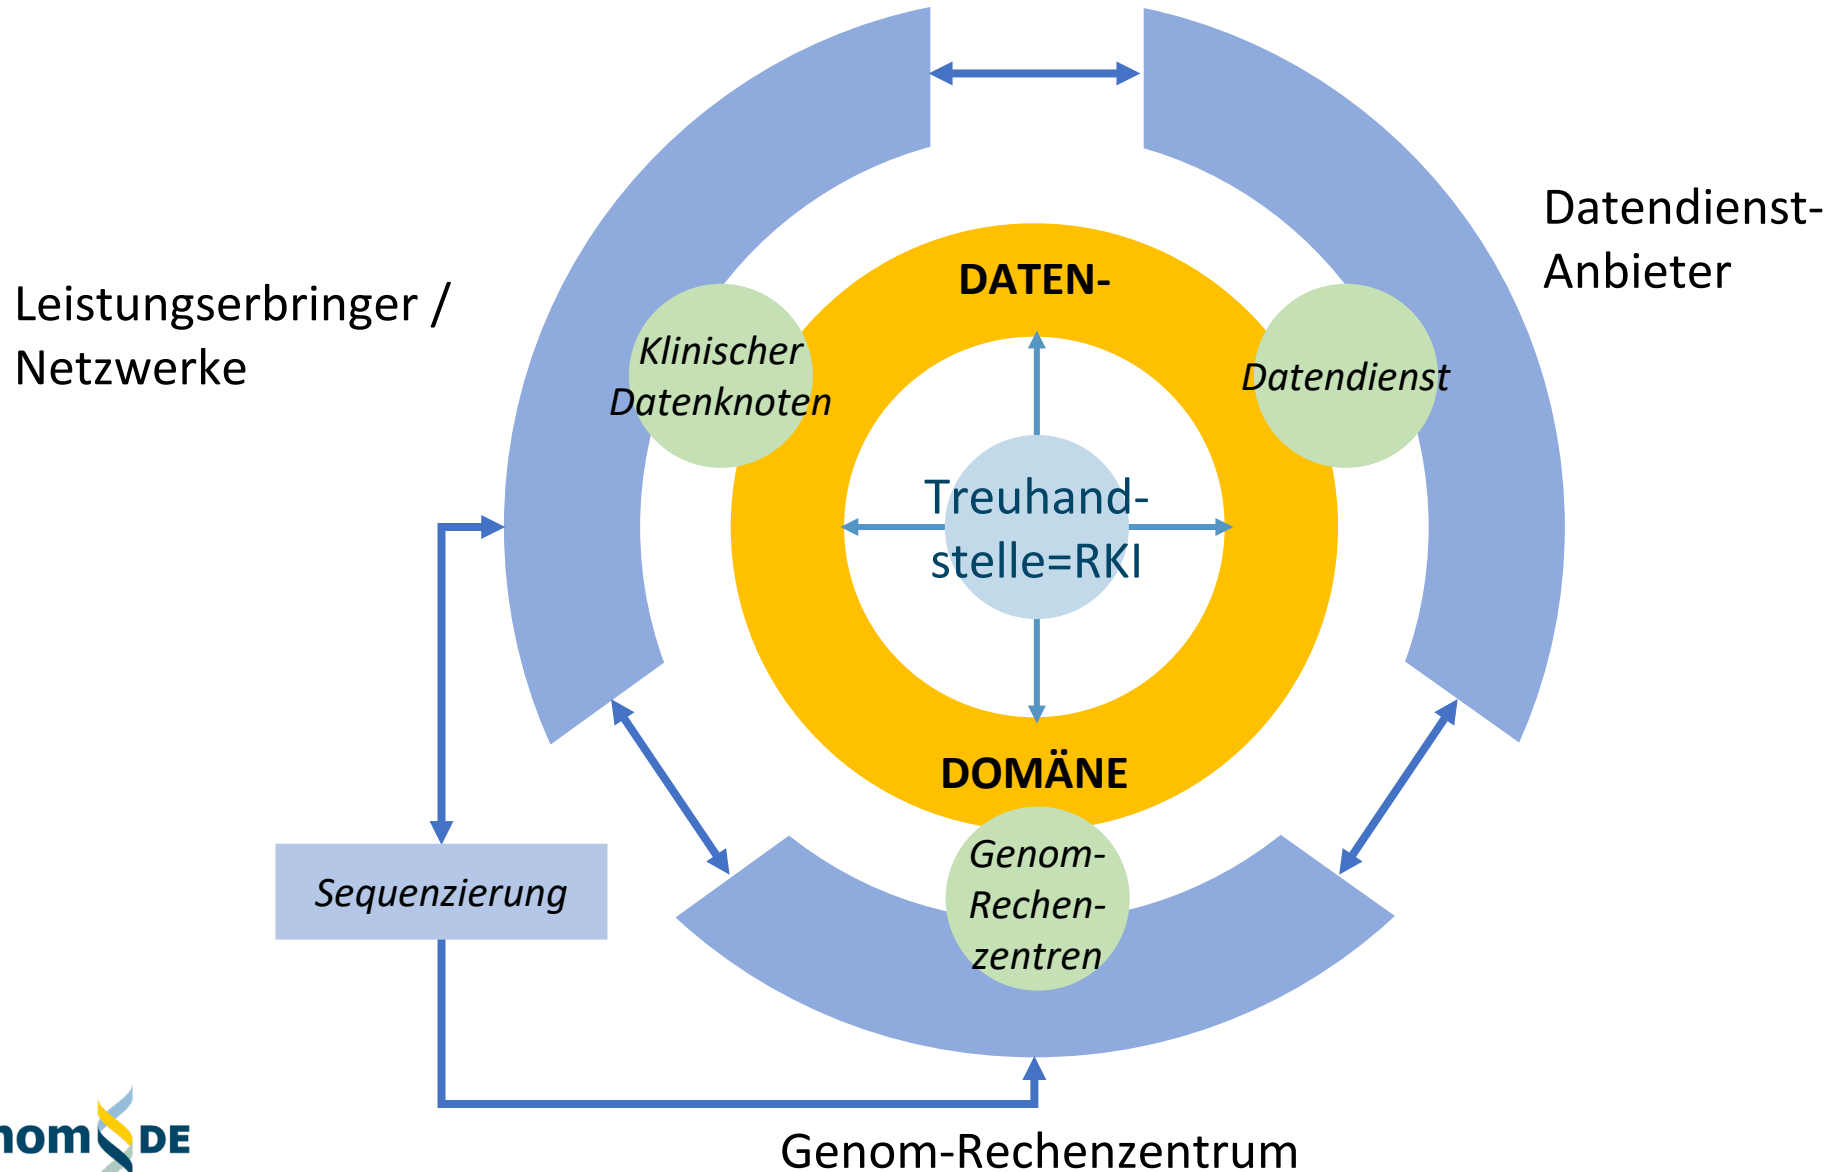 Datendienst-
Anbieter
Leistungserbringer /
Netzwerke
DATEN-
Klinischer
Datenknoten
Datendienst
Treuhand-
stelle=RKI
DOMÄNE
Genom-
Rechen-
zentren
Sequenzierung
nom DE
Genom-Rechenzentrum